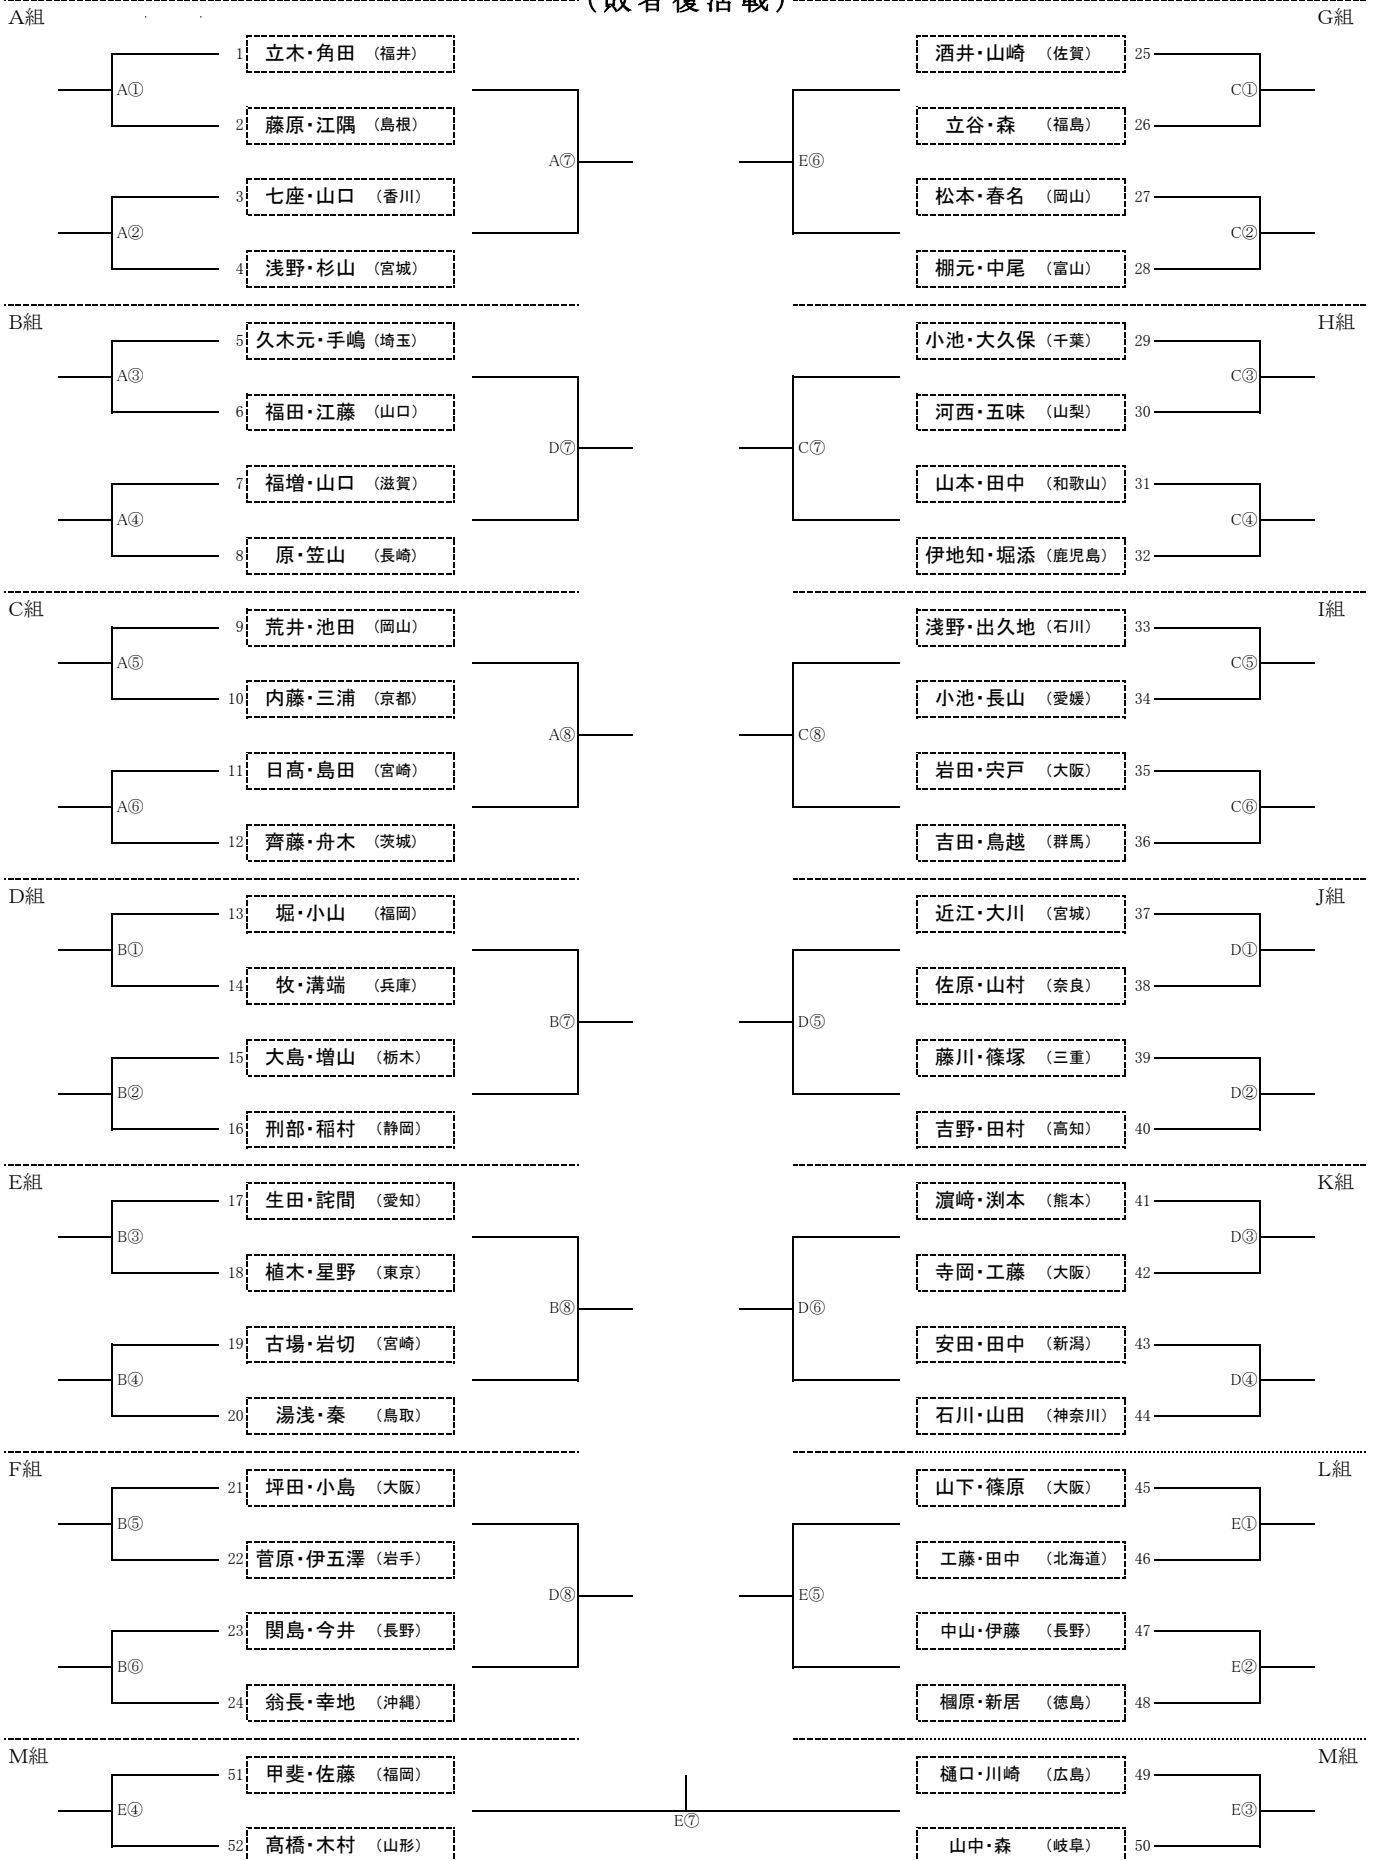 (敗者復活戦)
A組
1 立木・角田 （福井）
A①
2 藤原・江隅 （島根）
A⑦
3 七座・山口 （香川）
A②
4 浅野・杉山 （宮城）
B組
5 久木元・手嶋 （埼玉）
A③
6 福田・江藤 （山口）
D⑦
7 福増・山口 （滋賀）
A④
8 原・笠山 （長崎）
C組
9 荒井・池田 （岡山）
A⑤
10 内藤・三浦 （京都）
A⑧
11 日髙・島田 （宮崎）
A⑥
12 齊藤・舟木 （茨城）
D組
13 堀・小山 （福岡）
B①
14 牧・溝端 （兵庫）
B⑦
15 大島・増山 （栃木）
B②
16 刑部・稲村 （静岡）
E組
17 生田・詫間 （愛知）
B③
18 植木・星野 （東京）
B⑧
19 古場・岩切 （宮崎）
B④
20 湯浅・秦 （鳥取）
F組
21 坪田・小島 （大阪）
B⑤
22 菅原・伊五澤 （岩手）
D⑧
23 関島・今井 （長野）
B⑥
24 翁長・幸地 （沖縄）
M組
51 甲斐・佐藤 （福岡）
E④
52 髙橋・木村 （山形）
E⑦
G組
酒井・山崎 （佐賀） 25
C①
立谷・森 （福島） 26
E⑥
松本・春名 （岡山） 27
C②
棚元・中尾 （富山） 28
H組
小池・大久保 （千葉） 29
C③
河西・五味 （山梨） 30
C⑦
山本・田中 （和歌山） 31
C④
伊地知・堀添 （鹿児島） 32
I組
淺野・出久地 （石川） 33
C⑤
小池・長山 （愛媛） 34
C⑧
岩田・宍戸 （大阪） 35
C⑥
吉田・鳥越 （群馬） 36
J組
近江・大川 （宮城） 37
D①
佐原・山村 （奈良） 38
D⑤
藤川・篠塚 （三重） 39
D②
吉野・田村 （高知） 40
K組
濵﨑・渕本 （熊本） 41
D③
寺岡・工藤 （大阪） 42
D⑥
安田・田中 （新潟） 43
D④
石川・山田 （神奈川） 44
L組
山下・篠原 （大阪） 45
E①
工藤・田中 （北海道） 46
E⑤
中山・伊藤 （長野） 47
E②
榧原・新居 （徳島） 48
M組
樋口・川崎 （広島） 49
E③
山中・森 （岐阜） 50